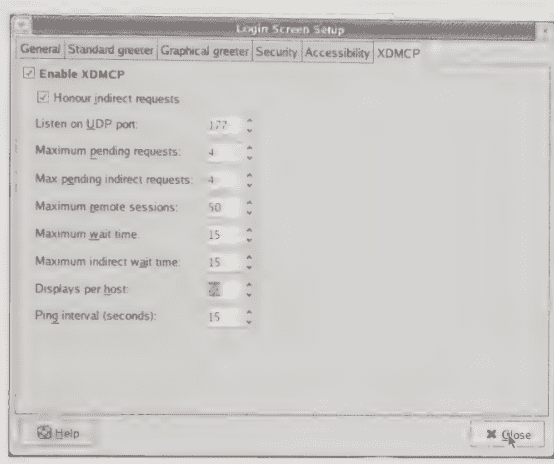 Login Screen Setup
General Standard greeter Graphical greeter Security Accessibility XDMCP
Enable XDMCP
Honour indirect requests
Listen on UDP port: 177
Maximum pending requests: 4
Max pending indirect requests: 4
Maximum remote sessions: 50
Maximum wait time: 15
Maximum indirect wait time: 15
Displays per host:
Ping interval (seconds): 15
Help Close